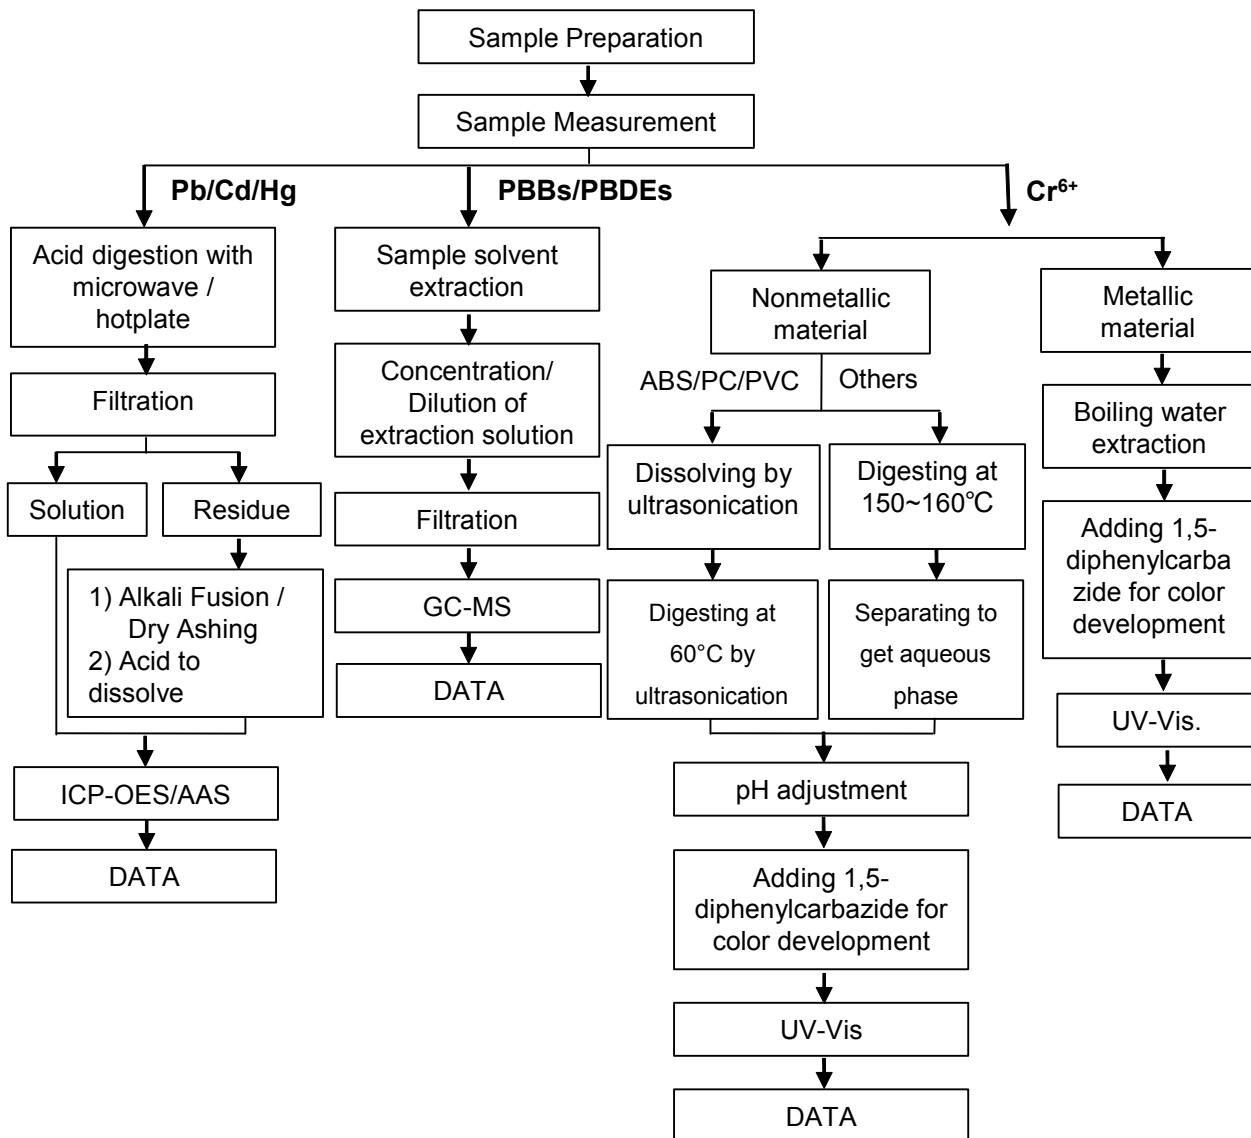 Sample Preparation
Sample Measurement
Pb/Cd/Hg
PBBs/PBDEs
Cr⁶⁺
Acid digestion with
microwave /
hotplate
Filtration
Solution
Residue
1) Alkali Fusion /
Dry Ashing
2) Acid to
dissolve
ICP-OES/AAS
DATA
Sample solvent
extraction
Concentration/
Dilution of
extraction solution
Filtration
GC-MS
DATA
Nonmetallic
material
ABS/PC/PVC
Others
Dissolving by
ultrasonication
Digesting at
60°C by
ultrasonication
Digesting at
150~160℃
Separating to
get aqueous
phase
pH adjustment
Adding 1,5-
diphenylcarbazide for
color development
UV-Vis
DATA
Metallic
material
Boiling water
extraction
Adding 1,5-
diphenylcarba
zide for color
development
UV-Vis.
DATA